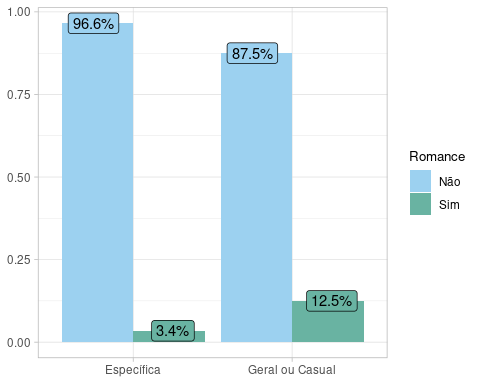 1.00
0.75
0.50
0.25
0.00
96.6%
3.4%
87.5%
12.5%
Específica
Geral ou Casual
Romance
Não
Sim